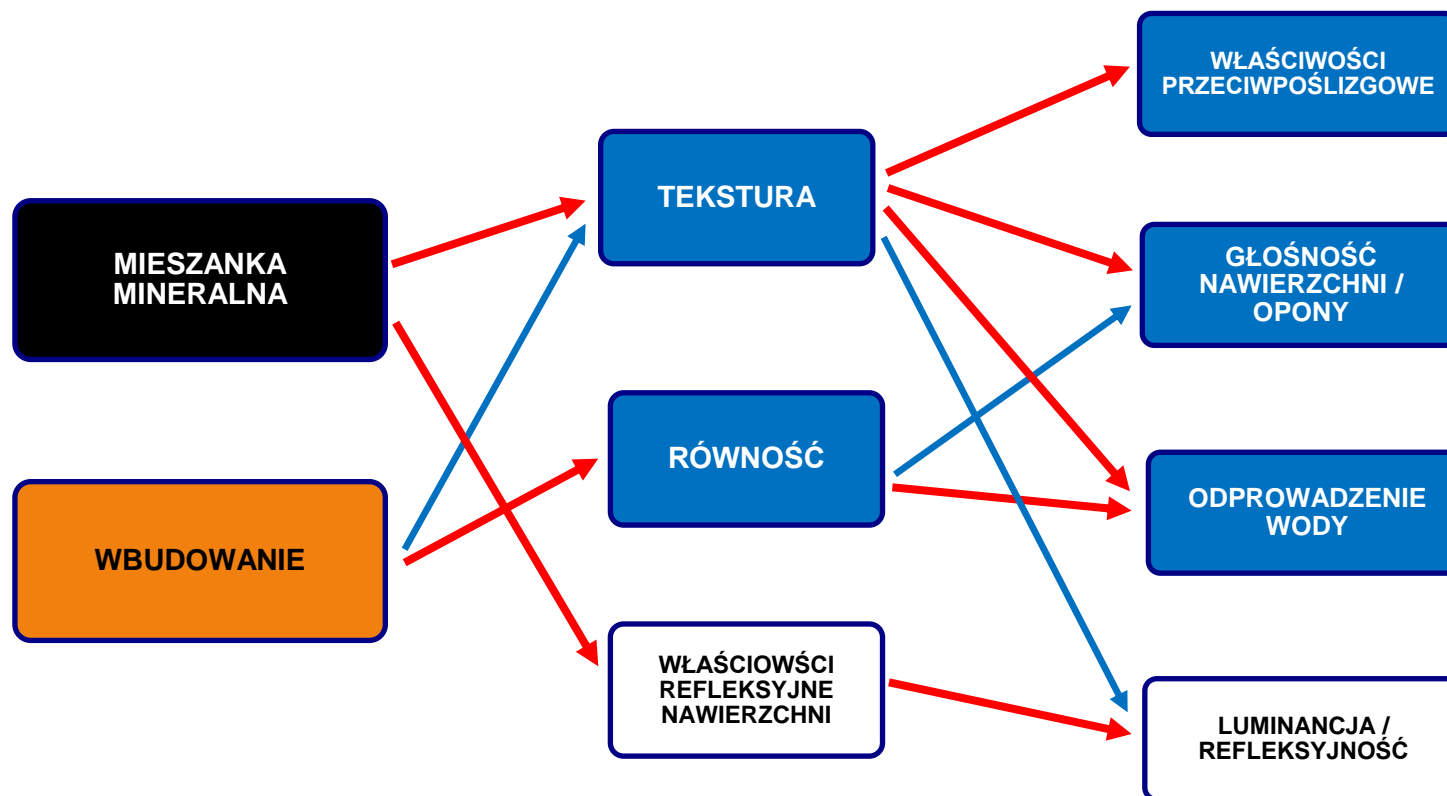 MIESZANKA
MINERALNA
WBUDOWANIE
TEKSTURA
RÓWNOŚĆ
WŁAŚCIOWŚCI
REFLEKSYJNE
NAWIERZCHNI
WŁAŚCIWOŚCI
PRZECIWPOŚLIZGOWE
GŁOŚNOŚĆ
NAWIERZCHNI /
OPONY
ODPROWADZENIE
WODY
LUMINANCJA /
REFLEKSYJNOŚĆ